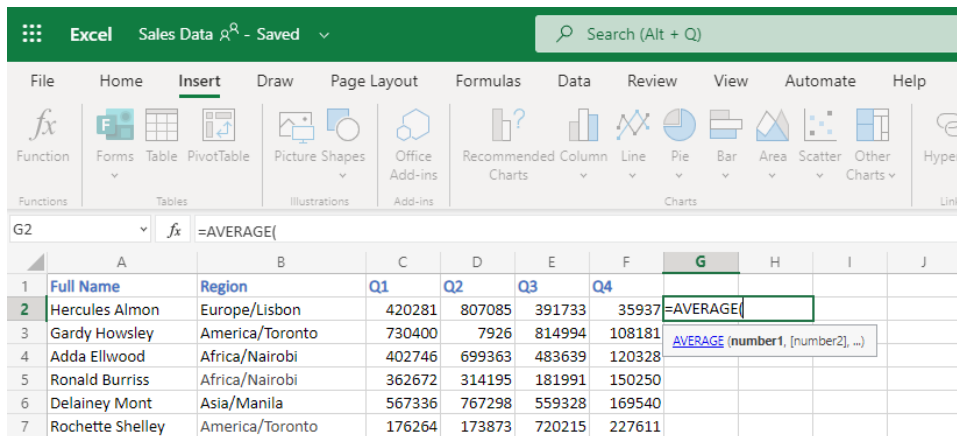 Excel Sales Data - Saved Search (Alt + Q)
File Home Insert Draw Page Layout Formulas Data Review View Automate Help
fx
Function Forms Table PivotTable Picture Shapes Office Add-ins Recommended Charts Column Line Pie Bar Area Scatter Other Charts
Functions Tables Illustrations Add-ins Charts
G2 fx =AVERAGE(
A B C D E F G H I J
1 Full Name Region Q1 Q2 Q3 Q4
2 Hercules Almon Europe/Lisbon 420281 807085 391733 35937 =AVERAGE(
3 Gardy Howsley America/Toronto 730400 7926 814994 108181
AVERAGE (number1, [number2], ...)
4 Adda Ellwood Africa/Nairobi 402746 699363 483639 120328
5 Ronald Burriss Africa/Nairobi 362672 314195 181991 150250
6 Delainey Mont Asia/Manila 567336 767298 559328 169540
7 Rochette Shelley America/Toronto 176264 173873 720215 227611